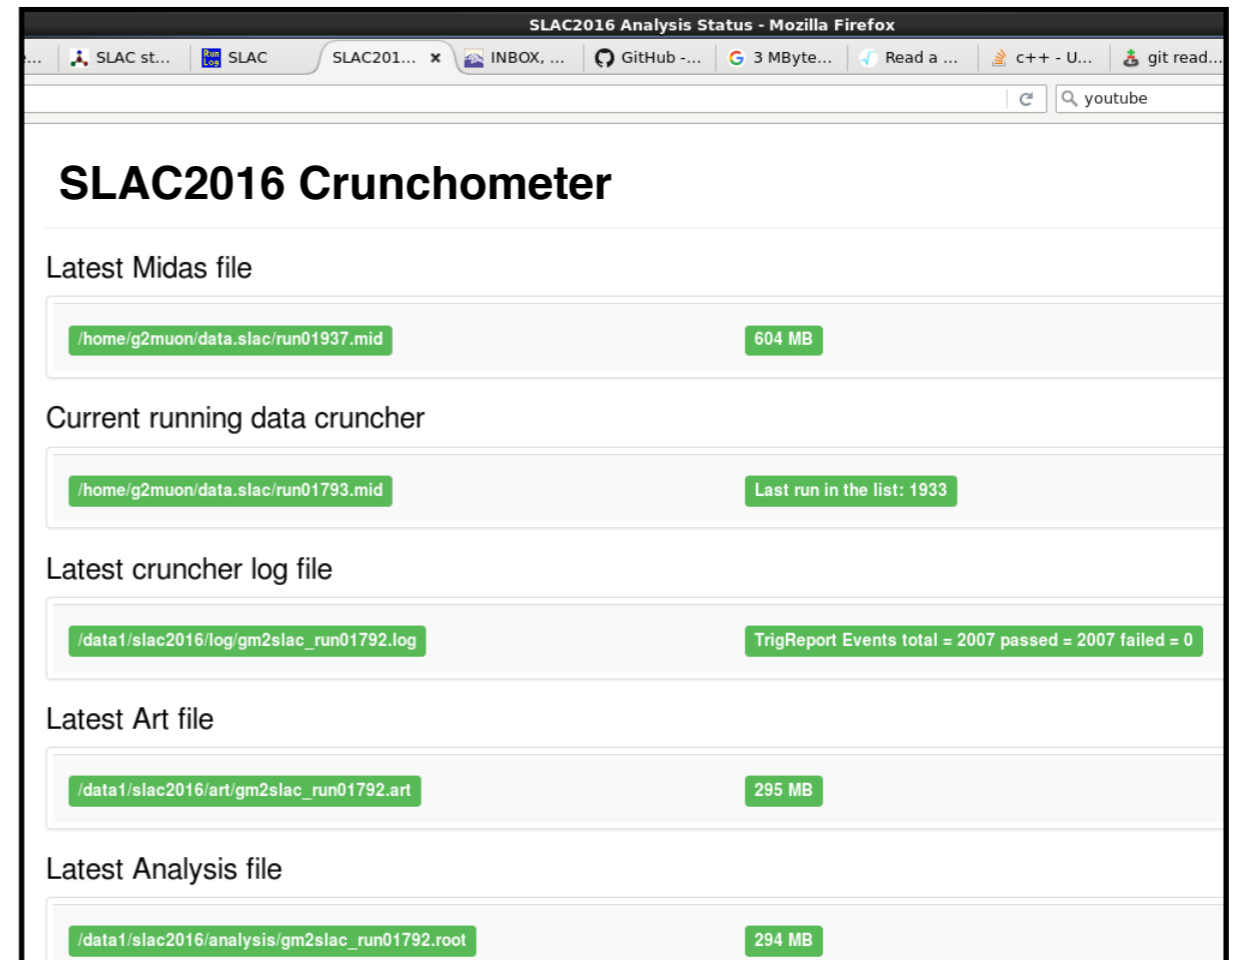 SLAC2016 Analysis Status - Mozilla Firefox
... SLAC st... Run Log SLAC SLAC201... × INBOX, ... GitHub -... G 3 MByte... Read a ... c++ - U... git read...
youtube
SLAC2016 Crunchometer
Latest Midas file
/home/g2muon/data.slac/run01937.mid 604 MB
Current running data cruncher
/home/g2muon/data.slac/run01793.mid Last run in the list: 1933
Latest cruncher log file
/data1/slac2016/log/gm2slac_run01792.log TrigReport Events total = 2007 passed = 2007 failed = 0
Latest Art file
/data1/slac2016/art/gm2slac_run01792.art 295 MB
Latest Analysis file
/data1/slac2016/analysis/gm2slac_run01792.root 294 MB